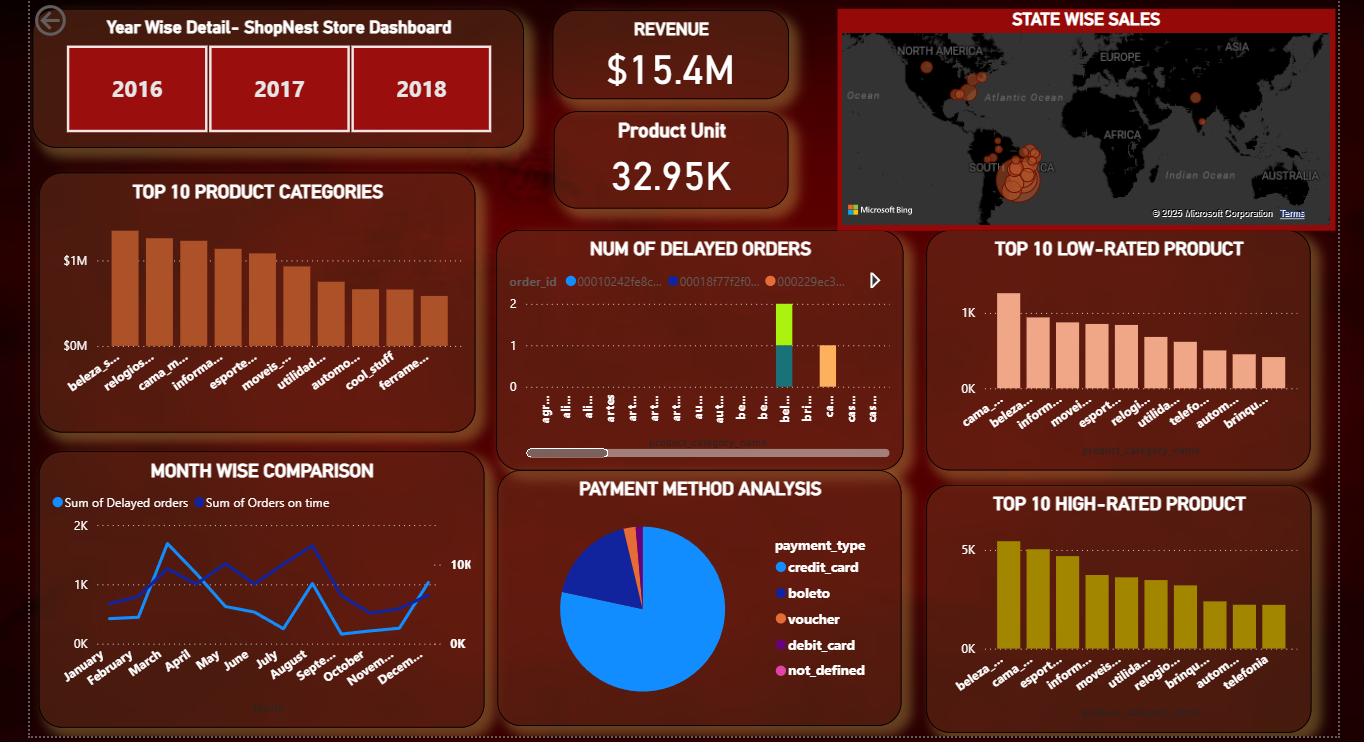 Year Wise Detail- ShopNest Store Dashboard
2016
2017
2018
REVENUE
$15.4M
Product Unit
32.95K
STATE WISE SALES
NORTH AMERICA
EUROPE
ASIA
Ocean
Atlantic Ocean
AFRICA
SOUTH
CA
Indian Ocean
AUSTRALIA
Microsoft Bing
© 2025 Microsoft Corporation Terms
TOP 10 PRODUCT CATEGORIES
$1M
$0M
beleza_s...
relogios...
cama_m...
informa...
esporte...
moveis_...
utilidad...
automo...
cool_stuff
ferrame...
NUM OF DELAYED ORDERS
order_id 00010242fe8c... 00018f77f2f0... 000229ec3...
2
1
0
agr...
ali...
ali...
artes
art...
art...
art...
au...
aut...
be...
be...
bel...
bri...
ca...
cas...
cas...
product_category_name
TOP 10 LOW-RATED PRODUCT
1K
0K
cama_...
beleza...
inform...
movei...
esport...
relogi...
utilida...
telefo...
autom...
brinqu...
product_category_name
MONTH WISE COMPARISON
Sum of Delayed orders Sum of Orders on time
2K
1K
0K
10K
0K
January
February
March
April
May
June
July
August
Septe...
October
Novem...
Decem...
Month
PAYMENT METHOD ANALYSIS
payment_type
credit_card
boleto
voucher
debit_card
not_defined
TOP 10 HIGH-RATED PRODUCT
5K
0K
beleza_...
cama_...
esport...
inform...
moveis...
utilida...
relogio...
brinqu...
autom...
telefonia